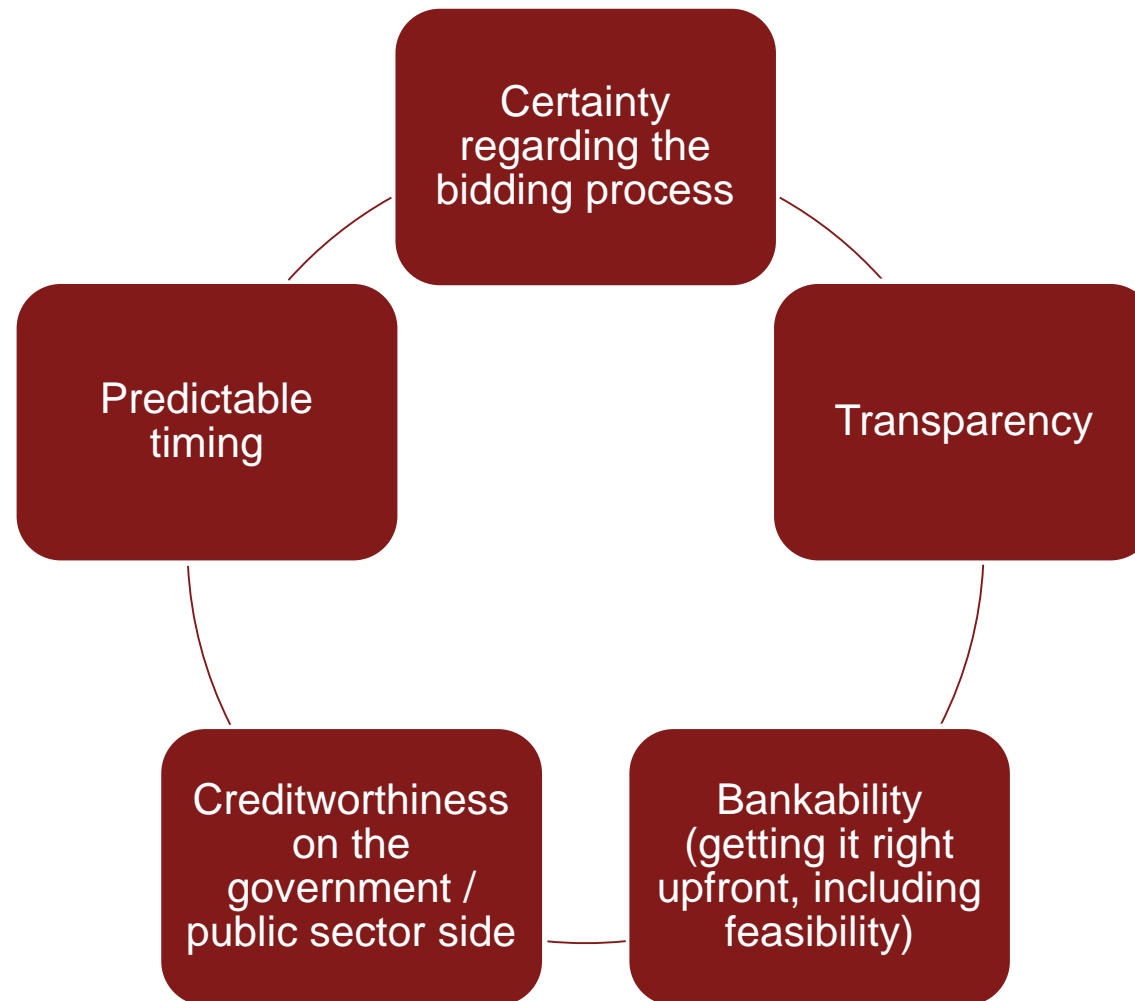 Certainty
regarding the
bidding process
Predictable
timing
Transparency
Creditworthiness
on the
government /
public sector side
Bankability
(getting it right
upfront, including
feasibility)